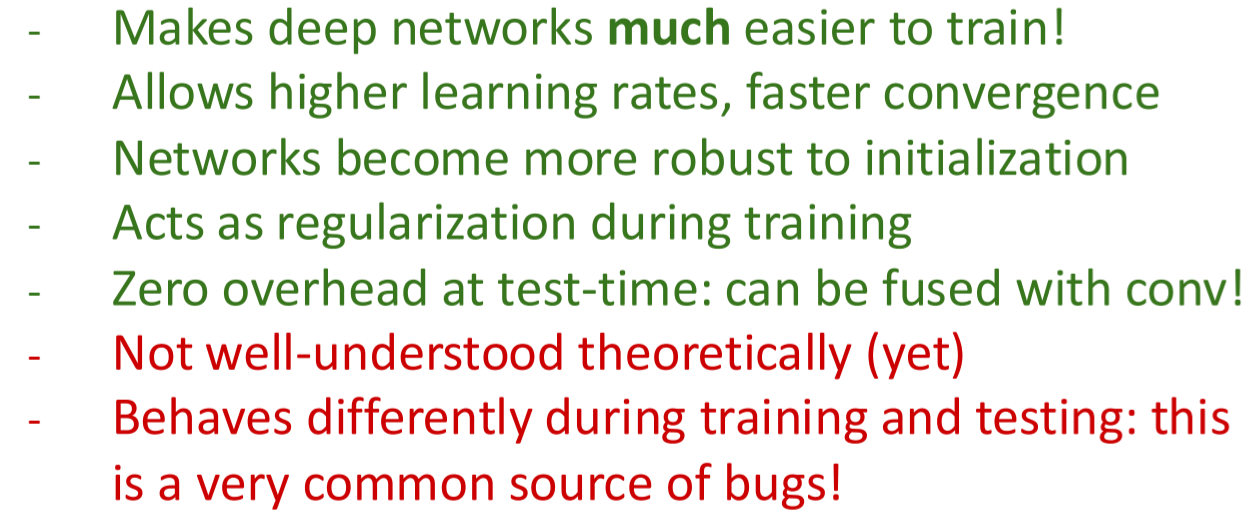 - Makes deep networks much easier to train!
- Allows higher learning rates, faster convergence
- Networks become more robust to initialization
- Acts as regularization during training
- Zero overhead at test-time: can be fused with conv!
- Not well-understood theoretically (yet)
- Behaves differently during training and testing: this
is a very common source of bugs!